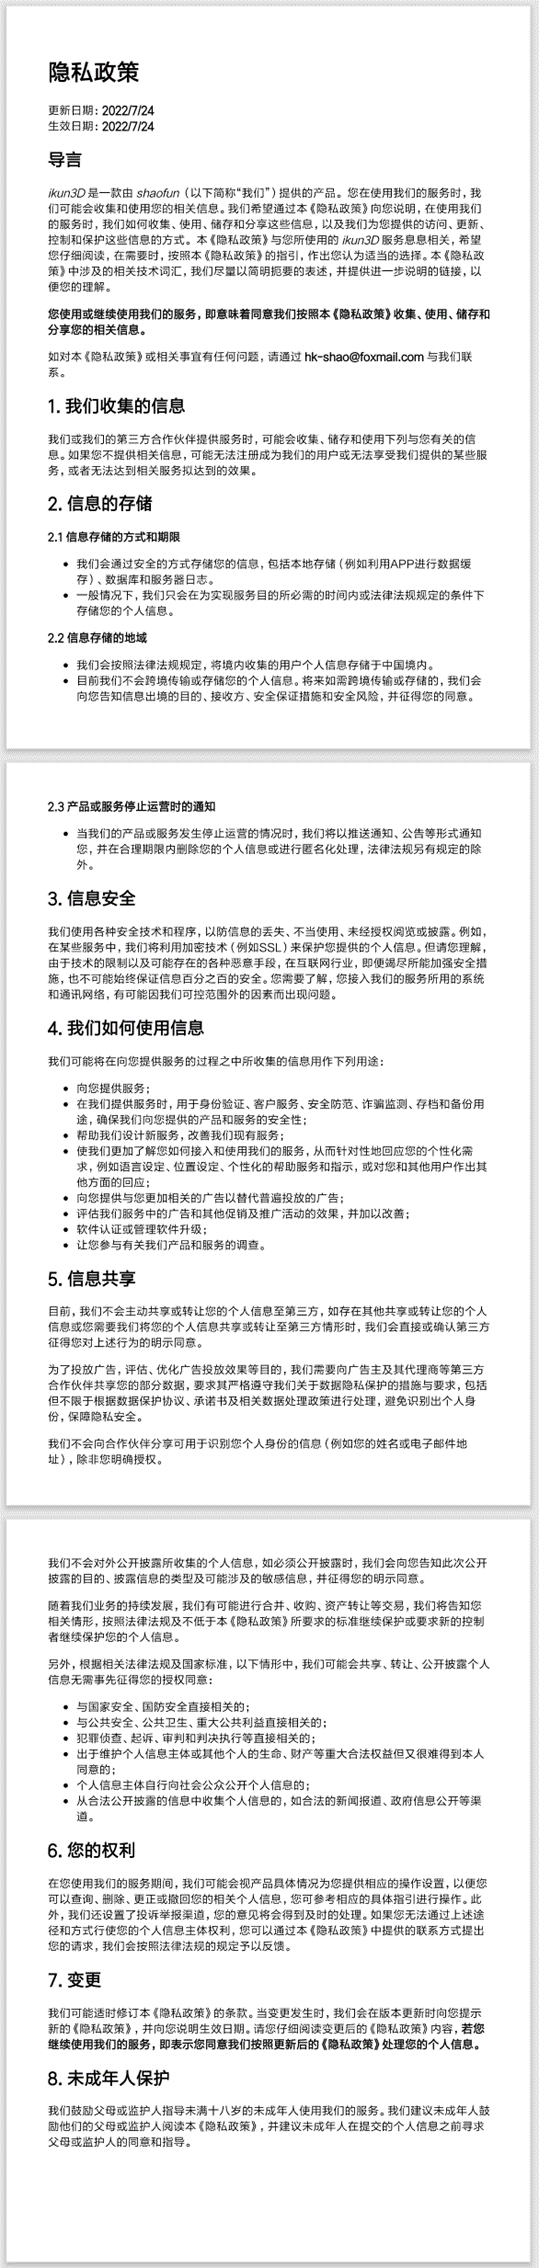 隐私政策
更新日期：2022/7/24
生效日期：2022/7/24
导言
ikun3D 是一款由 shaofun（以下简称“我们”）提供的产品。您在使用我们的服务时，我
们可能会收集和使用您的相关信息。我们希望通过本《隐私政策》向您说明，在使用我们
的服务时，我们如何收集、使用、储存和分享这些信息，以及我们为您提供的访问、更新、
控制和保护这些信息的方式。本《隐私政策》与您所使用的 ikun3D 服务息息相关，希望
您仔细阅读，在需要时，按照本《隐私政策》的指引，作出您认为适当的选择。本《隐私政
策》中涉及的相关技术词汇，我们尽量以简明扼要的表述，并提供进一步说明的链接，以
便您的理解。
您使用或继续使用我们的服务，即意味着同意我们按照本《隐私政策》收集、使用、储存和
分享您的相关信息。
如对本《隐私政策》或相关事宜有任何问题，请通过 hk-shao@foxmail.com 与我们联
系。
1. 我们收集的信息
我们或我们的第三方合作伙伴提供服务时，可能会收集、储存和使用下列与您有关的信
息。如果您不提供相关信息，可能无法注册成为我们的用户或无法享受我们提供的某些服
务，或者无法达到相关服务拟达到的效果。
2. 信息的存储
2.1 信息存储的方式和期限
• 我们会通过安全的方式存储您的信息，包括本地存储（例如利用APP进行数据缓
存）、数据库和服务器日志。
• 一般情况下，我们只会在为实现服务目的所必需的时间内或法律法规规定的条件下
存储您的个人信息。
2.2 信息存储的地域
• 我们会按照法律法规规定，将境内收集的用户个人信息存储于中国境内。
• 目前我们不会跨境传输或存储您的个人信息。将来如需跨境传输或存储的，我们会
向您告知信息出境的目的、接收方、安全保证措施和安全风险，并征得您的同意。
2.3 产品或服务停止运营时的通知
• 当我们的产品或服务发生停止运营的情况时，我们将以推送通知、公告等形式通知
您，并在合理期限内删除您的个人信息或进行匿名化处理，法律法规另有规定的除
外。
3. 信息安全
我们使用各种安全技术和程序，以防信息的丢失、不当使用、未经授权阅览或披露。例如，
在某些服务中，我们将利用加密技术（例如SSL）来保护您提供的个人信息。但请您理解，
由于技术的限制以及可能存在的各种恶意手段，在互联网行业，即便竭尽所能加强安全措
施，也不可能始终保证信息百分之百的安全。您需要了解，您接入我们的服务所用的系统
和通讯网络，有可能因我们可控范围外的因素而出现问题。
4. 我们如何使用信息
我们可能将在向您提供服务的过程之中所收集的信息用作下列用途：
• 向您提供服务；
• 在我们提供服务时，用于身份验证、客户服务、安全防范、诈骗监测、存档和备份用
途，确保我们向您提供的产品和服务的安全性；
• 帮助我们设计新服务，改善我们现有服务；
• 使我们更加了解您如何接入和使用我们的服务，从而针对性地回应您的个性化需
求，例如语言设定、位置设定、个性化的帮助服务和指示，或对您和其他用户作出其
他方面的回应；
• 向您提供与您更加相关的广告以替代普遍投放的广告；
• 评估我们服务中的广告和其他促销及推广活动的效果，并加以改善；
• 软件认证或管理软件升级；
• 让您参与有关我们产品和服务的调查。
5. 信息共享
目前，我们不会主动共享或转让您的个人信息至第三方，如存在其他共享或转让您的个人
信息或您需要我们将您的个人信息共享或转让至第三方情形时，我们会直接或确认第三方
征得您对上述行为的明示同意。
为了投放广告，评估、优化广告投放效果等目的，我们需要向广告主及其代理商等第三方
合作伙伴共享您的部分数据，要求其严格遵守我们关于数据隐私保护的措施与要求，包括
但不限于根据数据保护协议、承诺书及相关数据处理政策进行处理，避免识别出个人身
份，保障隐私安全。
我们不会向合作伙伴分享可用于识别您个人身份的信息（例如您的姓名或电子邮件地
址），除非您明确授权。
我们不会对外公开披露所收集的个人信息，如必须公开披露时，我们会向您告知此次公开
披露的目的、披露信息的类型及可能涉及的敏感信息，并征得您的明示同意。
随着我们业务的持续发展，我们有可能进行合并、收购、资产转让等交易，我们将告知您
相关情形，按照法律法规及不低于本《隐私政策》所要求的标准继续保护或要求新的控制
者继续保护您的个人信息。
另外，根据相关法律法规及国家标准，以下情形中，我们可能会共享、转让、公开披露个人
信息无需事先征得您的授权同意：
• 与国家安全、国防安全直接相关的；
• 与公共安全、公共卫生、重大公共利益直接相关的；
• 犯罪侦查、起诉、审判和判决执行等直接相关的；
• 出于维护个人信息主体或其他个人的生命、财产等重大合法权益但又很难得到本人
同意的；
• 个人信息主体自行向社会公众公开个人信息的；
• 从合法公开披露的信息中收集个人信息的，如合法的新闻报道、政府信息公开等渠
道。
6. 您的权利
在您使用我们的服务期间，我们可能会视产品具体情况为您提供相应的操作设置，以便您
可以查询、删除、更正或撤回您的相关个人信息，您可参考相应的具体指引进行操作。此
外，我们还设置了投诉举报渠道，您的意见将会得到及时的处理。如果您无法通过上述途
径和方式行使您的个人信息主体权利，您可以通过本《隐私政策》中提供的联系方式提出
您的请求，我们会按照法律法规的规定予以反馈。
7. 变更
我们可能适时修订本《隐私政策》的条款。当变更发生时，我们会在版本更新时向您提示
新的《隐私政策》，并向您说明生效日期。请您仔细阅读变更后的《隐私政策》内容，若您
继续使用我们的服务，即表示您同意我们按照更新后的《隐私政策》处理您的个人信息。
8. 未成年人保护
我们鼓励父母或监护人指导未满十八岁的未成年人使用我们的服务。我们建议未成年人鼓
励他们的父母或监护人阅读本《隐私政策》，并建议未成年人在提交的个人信息之前寻求
父母或监护人的同意和指导。